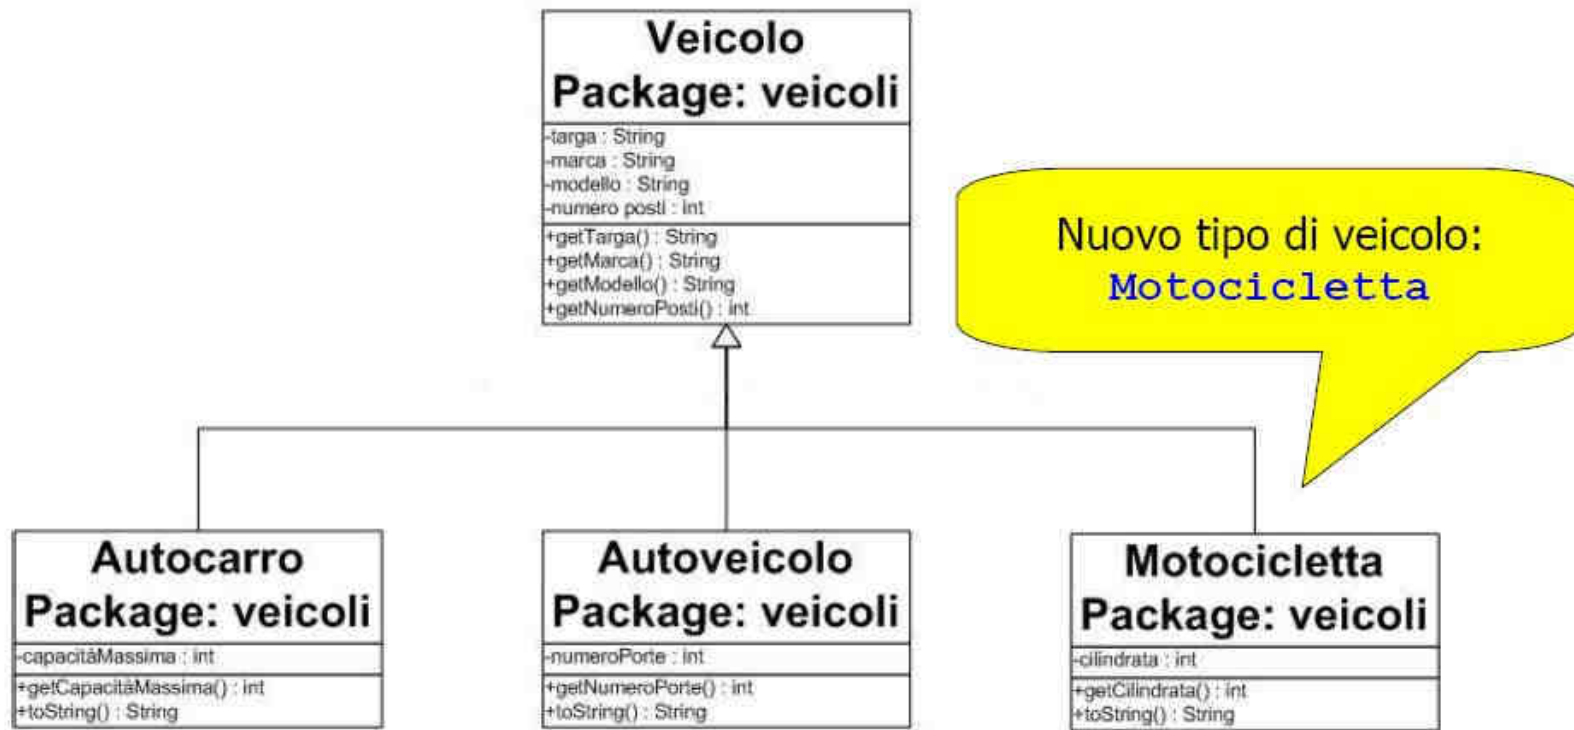 Veicolo
Package: veicoli
-targa : String
-marca : String
-modello : String
-numero posti : int
+getTarga() : String
+getMarca() : String
+getModello() : String
+getNumeroPosti() : int
Nuovo tipo di veicolo:
Motocicletta
Autocarro
Package: veicoli
-capacitàMassima : int
+getCapacitàMassima() : int
+toString() : String
Autoveicolo
Package: veicoli
-numeroPorte : int
+getNumeroPorte() : int
+toString() : String
Motocicletta
Package: veicoli
-cilindrata : int
+getCilindrata() : int
+toString() : String